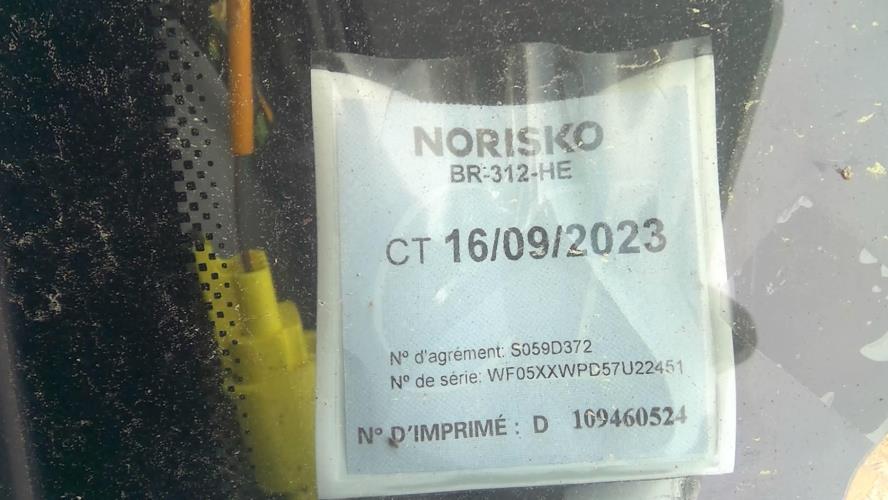 NORISKO
BR-312-HE
CT 16/09/2023
N° d'agrément: S059D372
N° de série: WF05XXWPD57U22451
N° D'IMPRIMÉ : D 109460524